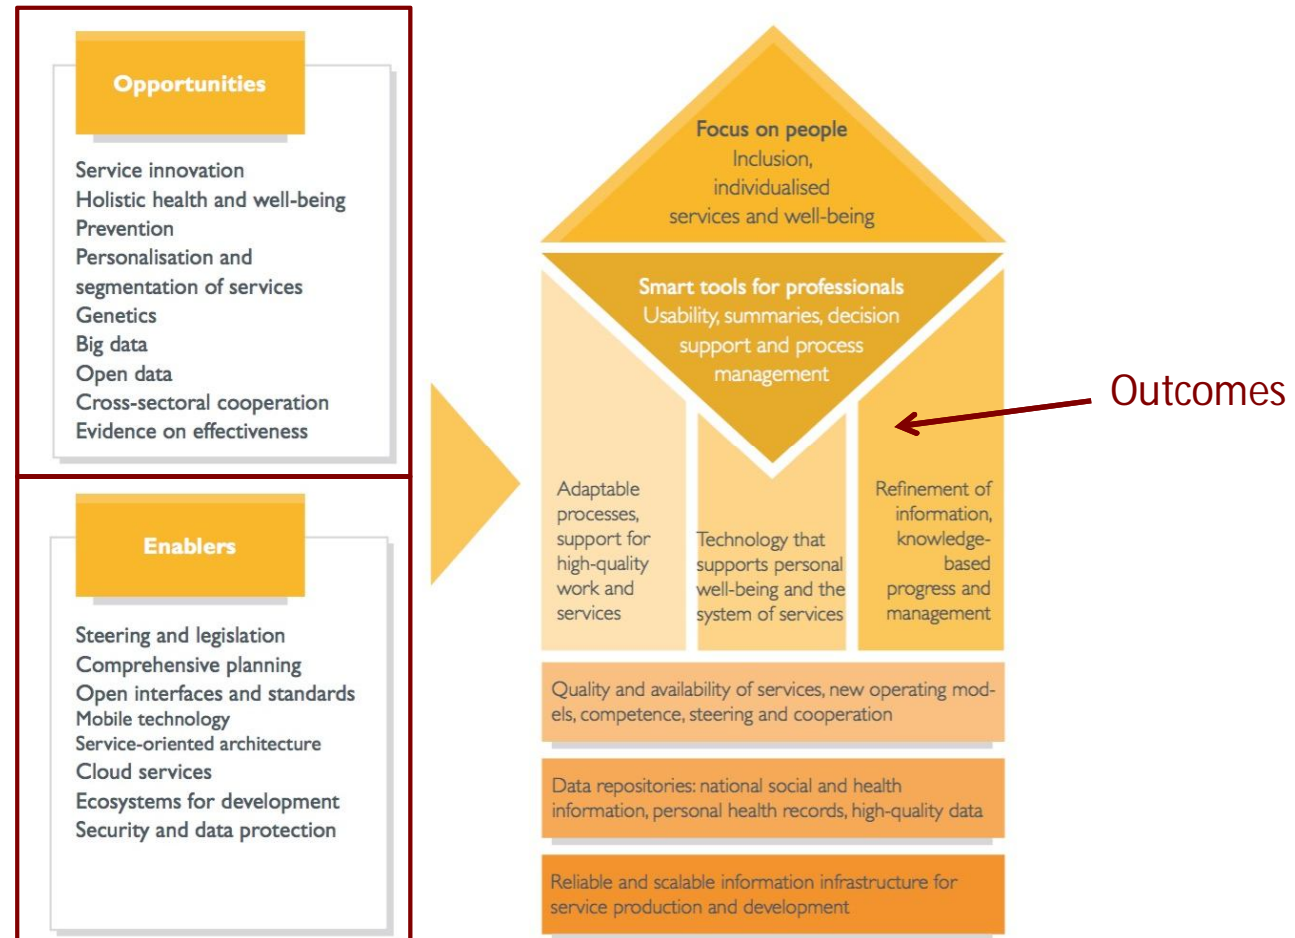 Opportunities
Service innovation
Holistic health and well-being
Prevention
Personalisation and
segmentation of services
Genetics
Big data
Open data
Cross-sectoral cooperation
Evidence on effectiveness
Enablers
Steering and legislation
Comprehensive planning
Open interfaces and standards
Mobile technology
Service-oriented architecture
Cloud services
Ecosystems for development
Security and data protection
Focus on people
Inclusion,
individualised
services and well-being
Smart tools for professionals
Usability, summaries, decision
support and process
management
Outcomes
Adaptable
processes,
support for
high-quality
work and
services
Technology that
supports personal
well-being and the
system of services
Refinement of
information,
knowledge-
based
progress and
management
Quality and availability of services, new operating mod-
els, competence, steering and cooperation
Data repositories: national social and health
information, personal health records, high-quality data
Reliable and scalable information infrastructure for
service production and development